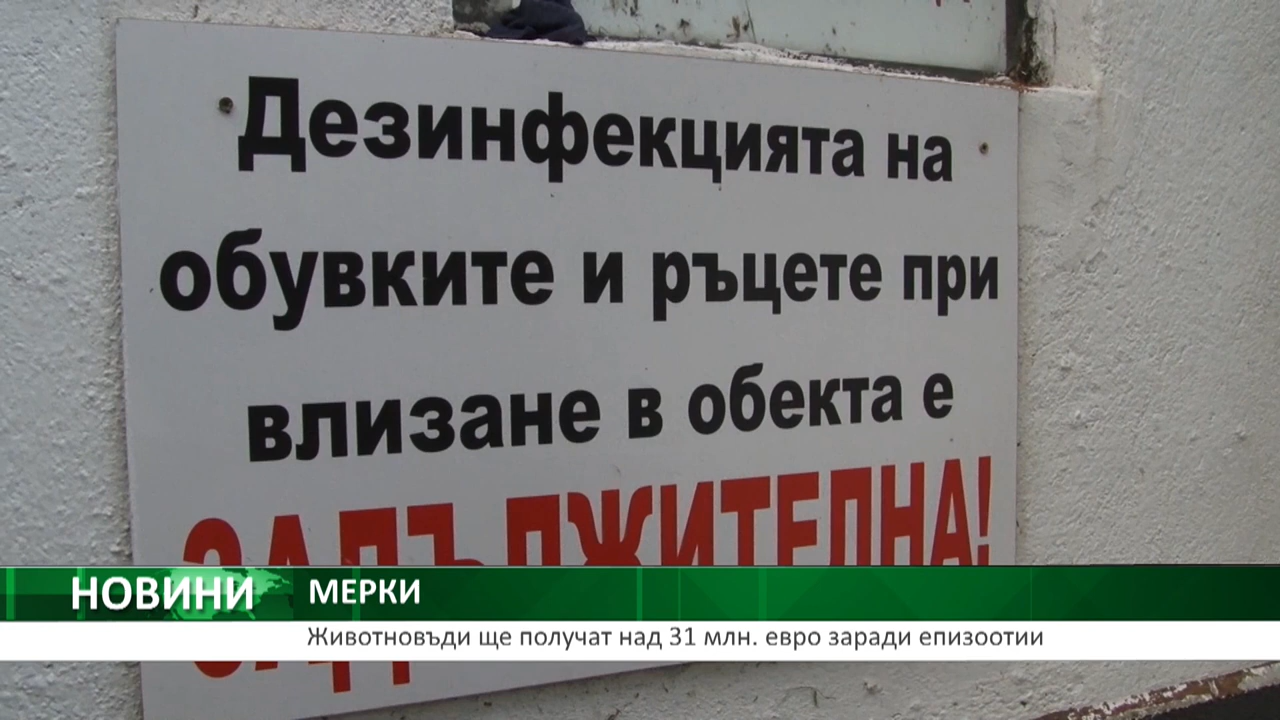 Дезинфекцията на
обувките и ръцете при
влизане в обекта е
ЗАДЪЛЖИТЕЛНА!
НОВИНИ
МЕРКИ
Животновъди ще получат над 31 млн. евро заради епизоотии